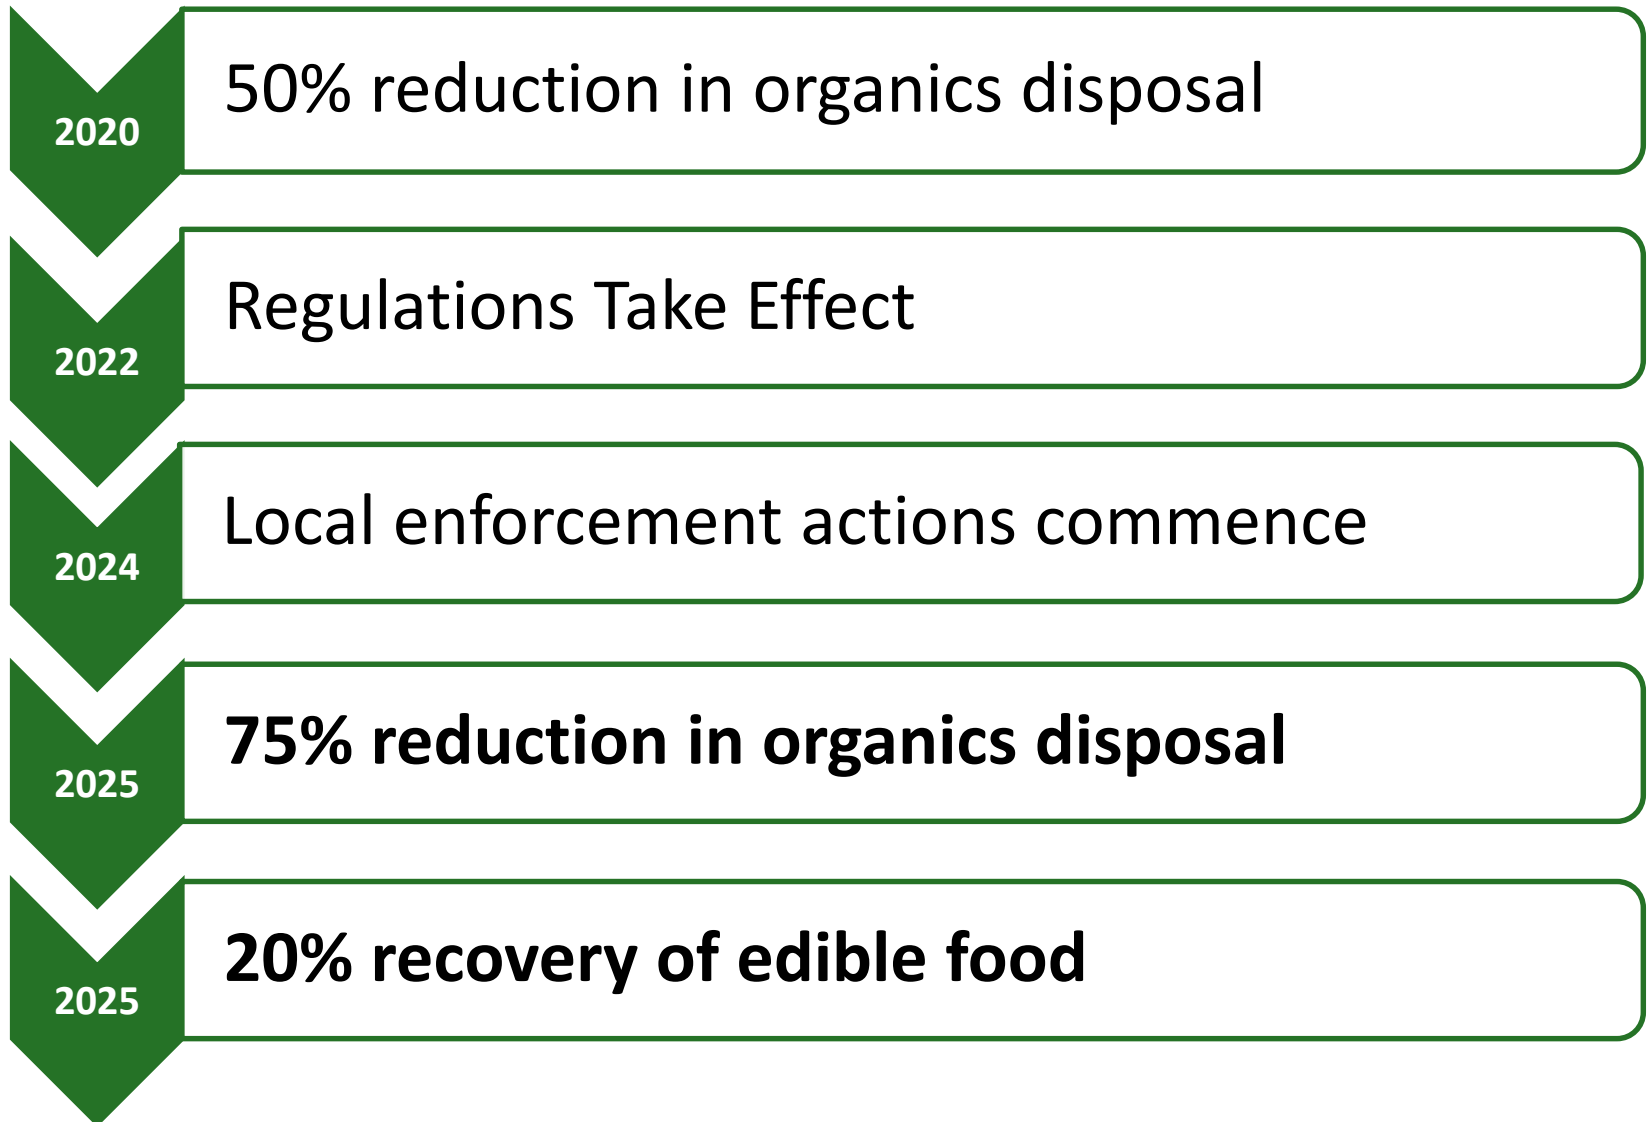 2020
50% reduction in organics disposal
2022
Regulations Take Effect
2024
Local enforcement actions commence
2025
75% reduction in organics disposal
2025
20% recovery of edible food